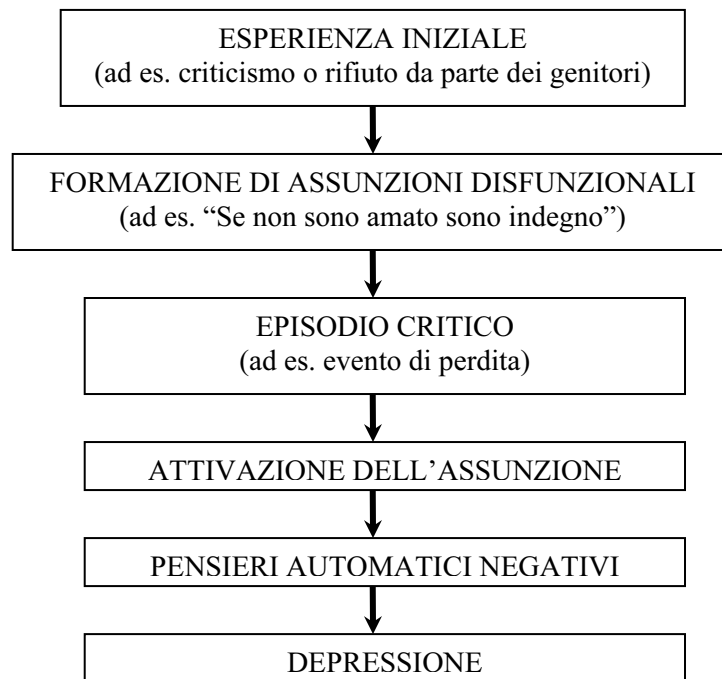 ESPERIENZA INIZIALE
(ad es. criticismo o rifiuto da parte dei genitori)
FORMAZIONE DI ASSUNZIONI DISFUNZIONALI
(ad es. “Se non sono amato sono indegno”)
EPISODIO CRITICO
(ad es. evento di perdita)
ATTIVAZIONE DELL’ASSUNZIONE
PENSIERI AUTOMATICI NEGATIVI
DEPRESSIONE